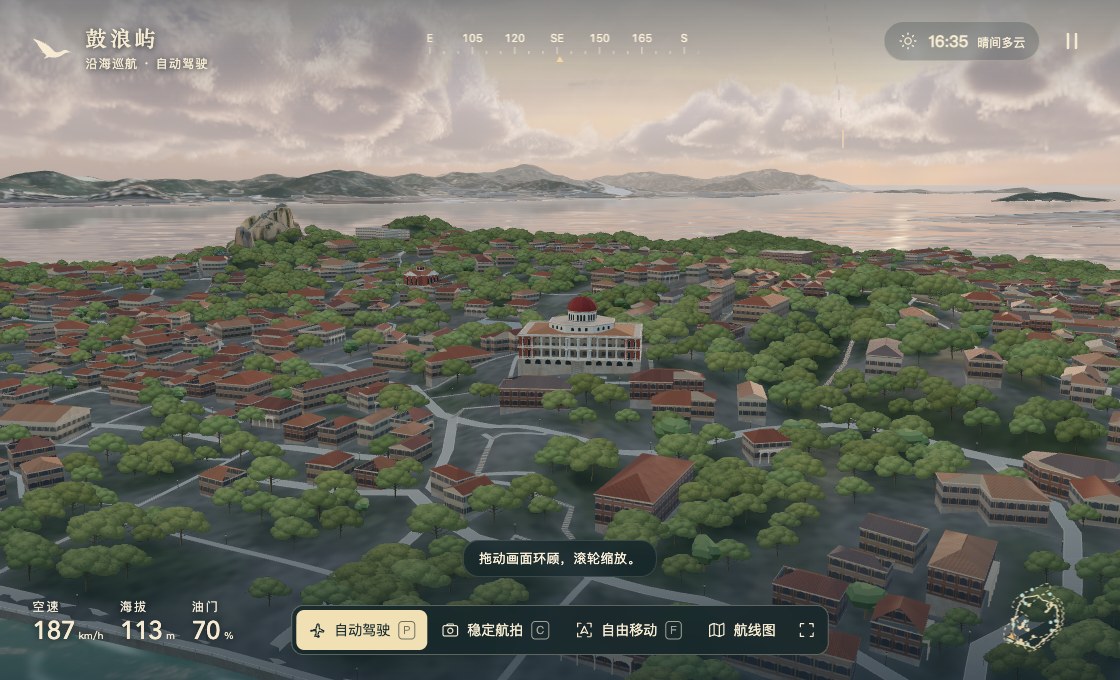 鼓浪屿
沿海巡航 · 自动驾驶
E 105 120 SE 150 165 S
16:35 晴间多云
拖动画面环顾，滚轮缩放。
空速 海拔 油门
187 km/h 113 m 70 %
自动驾驶 P 稳定航拍 C 自由移动 F 航线图